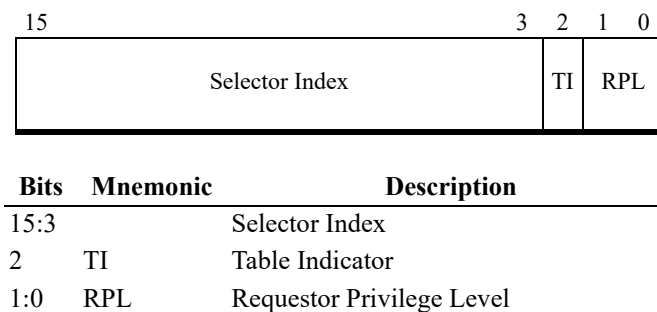 15 3 2 1 0
Selector Index TI RPL
Bits Mnemonic Description
15:3 Selector Index
2 TI Table Indicator
1:0 RPL Requestor Privilege Level